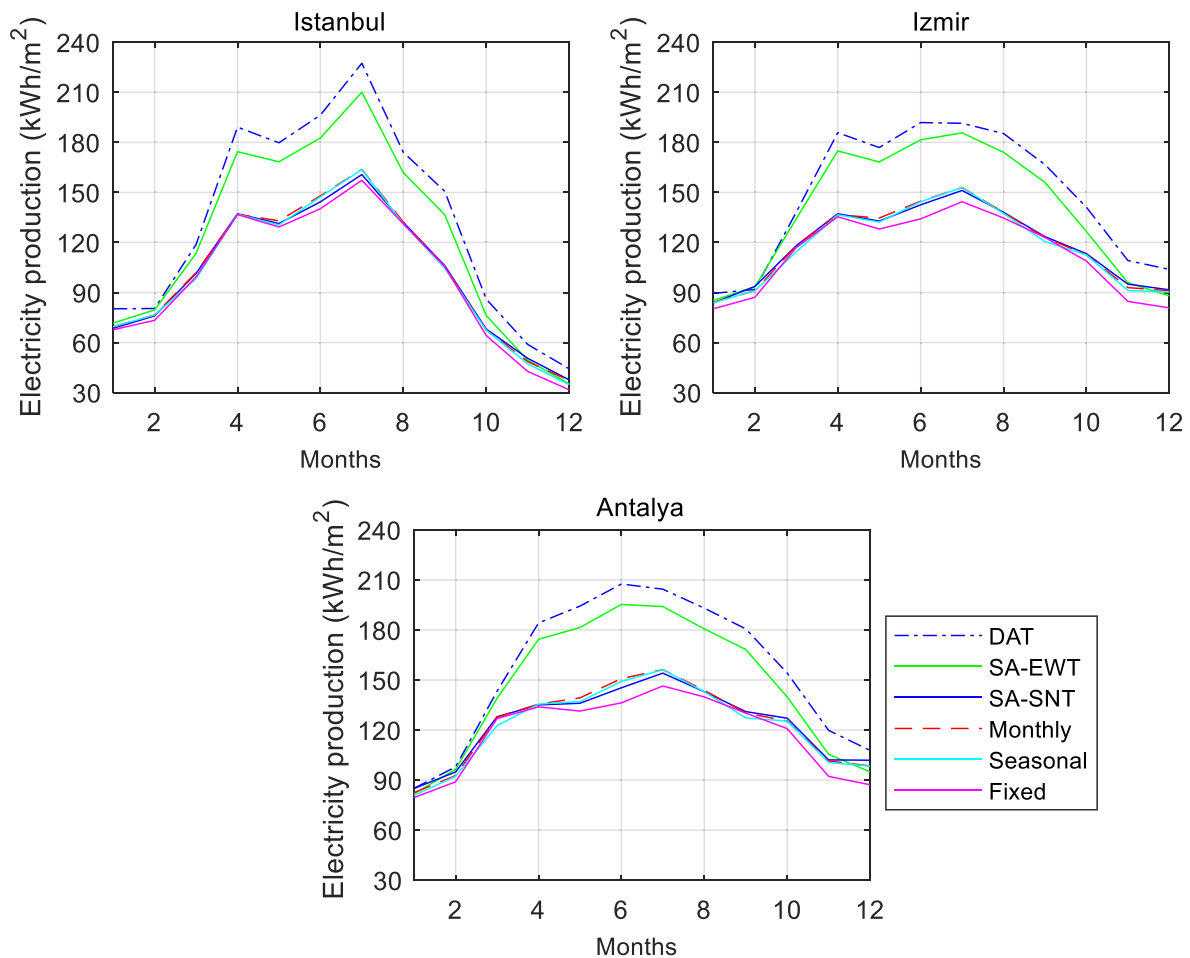 Istanbul
Electricity production (kWh/m²)
240
210
180
150
120
90
60
30
2 4 6 8 10 12
Months
Izmir
Electricity production (kWh/m²)
240
210
180
150
120
90
60
30
2 4 6 8 10 12
Months
Antalya
Electricity production (kWh/m²)
240
210
180
150
120
90
60
30
2 4 6 8 10 12
Months
DAT
SA-EWT
SA-SNT
Monthly
Seasonal
Fixed